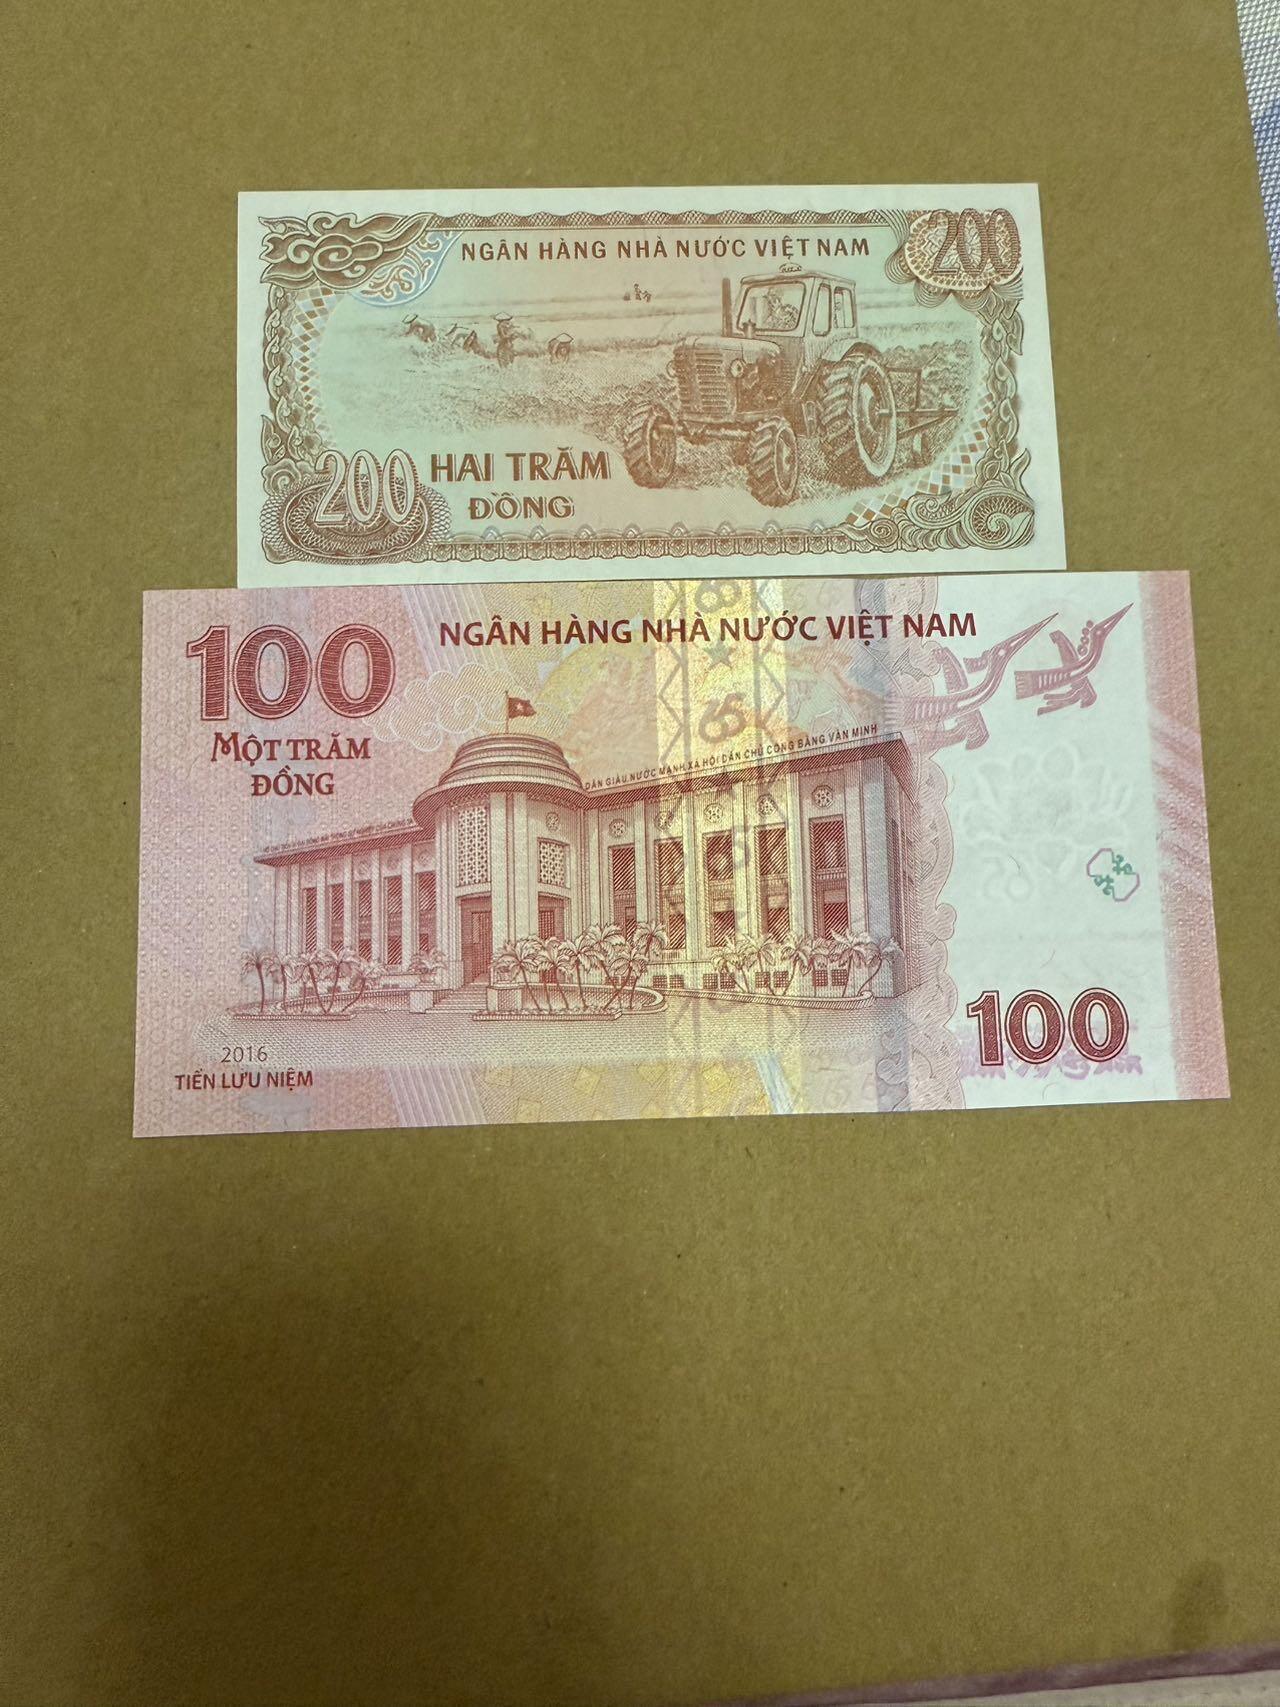 NGÂN HÀNG NHÀ NƯỚC VIỆT NAM
200
200
HAI TRĂM
ĐỒNG
100
NGÂN HÀNG NHÀ NƯỚC VIỆT NAM
65
MỘT TRĂM
ĐỒNG
DÂN GIÀU, NƯỚC MẠNH, XÃ HỘI DÂN CHỦ CÔNG BẰNG, VĂN MINH
65
100
2016
TIỀN LƯU NIỆM